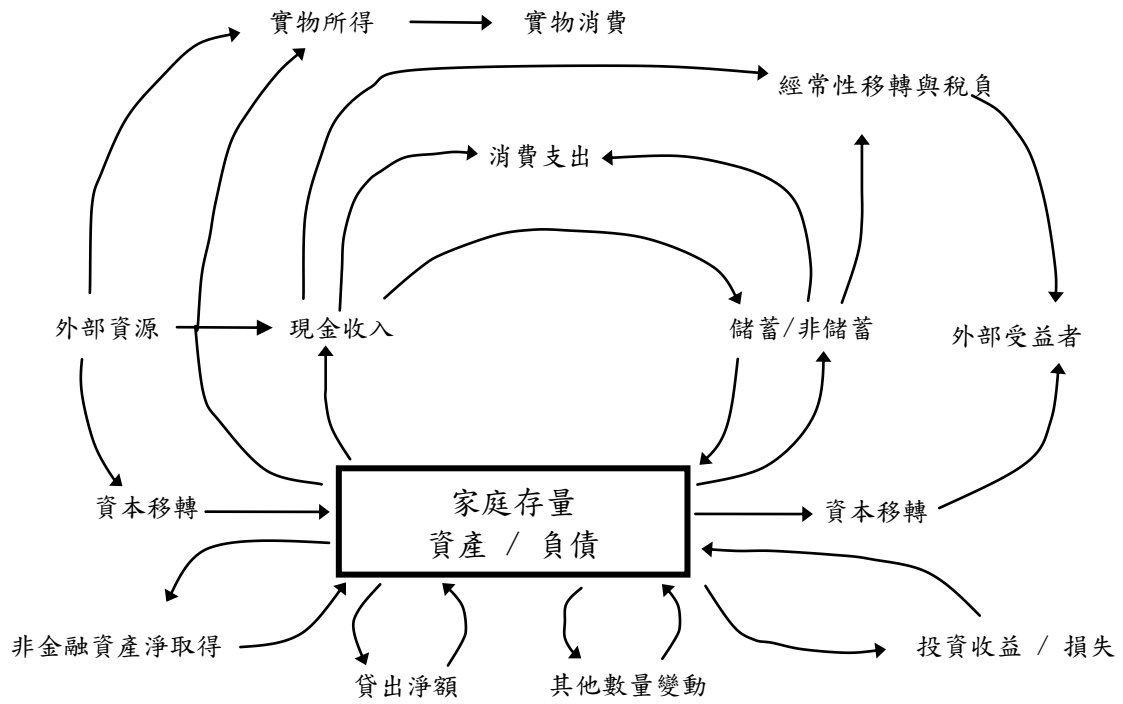 實物所得
實物消費
經常性移轉與稅負
消費支出
外部資源
現金收入
儲蓄/非儲蓄
外部受益者
資本移轉
家庭存量
資產 / 負債
資本移轉
非金融資產淨取得
貸出淨額
其他數量變動
投資收益 / 損失